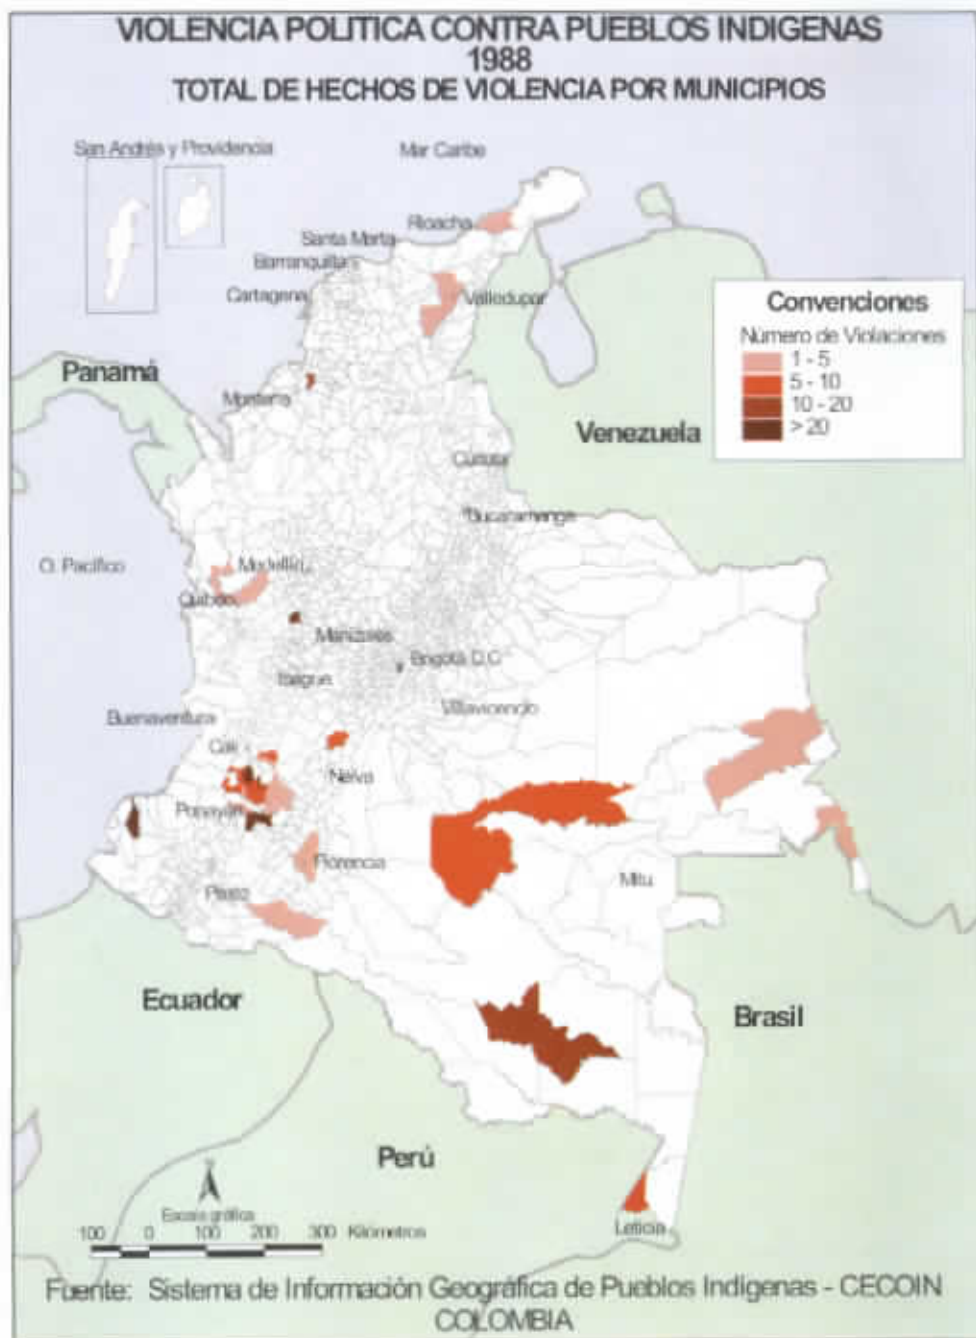 VIOLENCIA POLITICA CONTRA PUEBLOS INDIGENAS
1988
TOTAL DE HECHOS DE VIOLENCIA POR MUNICIPIOS
San Andrés y Providencia
Mar Caribe
Rioacha
Santa Marta
Barranquilla
Cartagena
Valledupar
Convenciones
Número de Violaciones
1 - 5
5 - 10
10 - 20
> 20
Panamá
Montería
Venezuela
Cúcuta
Bucaramanga
O. Pacífico
Medellín
Quibdó
Manizales
Bogotá D.C
Ibagué
Villavicencio
Buenaventura
Cali
Neiva
Popayán
Florencia
Mitu
Pasto
Ecuador
Brasil
Perú
Escala gráfica
100 0 100 200 300 Kilómetros
Leticia
Fuente: Sistema de Información Geográfica de Pueblos Indígenas - CECOIN
COLOMBIA